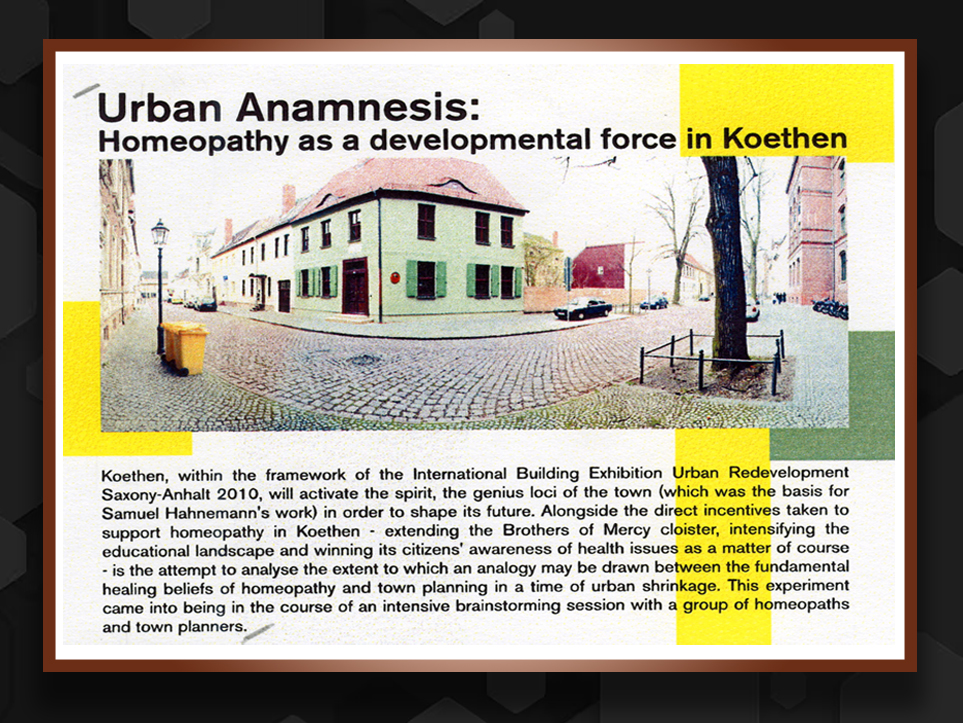 Urban Anamnesis:
Homeopathy as a developmental force in Koethen
Koethen, within the framework of the International Building Exhibition Urban Redevelopment
Saxony-Anhalt 2010, will activate the spirit, the genius loci of the town (which was the basis for
Samuel Hahnemann's work) in order to shape its future. Alongside the direct incentives taken to
support homeopathy in Koethen - extending the Brothers of Mercy cloister, intensifying the
educational landscape and winning its citizens' awareness of health issues as a matter of course
- is the attempt to analyse the extent to which an analogy may be drawn between the fundamental
healing beliefs of homeopathy and town planning in a time of urban shrinkage. This experiment
came into being in the course of an intensive brainstorming session with a group of homeopaths
and town planners.